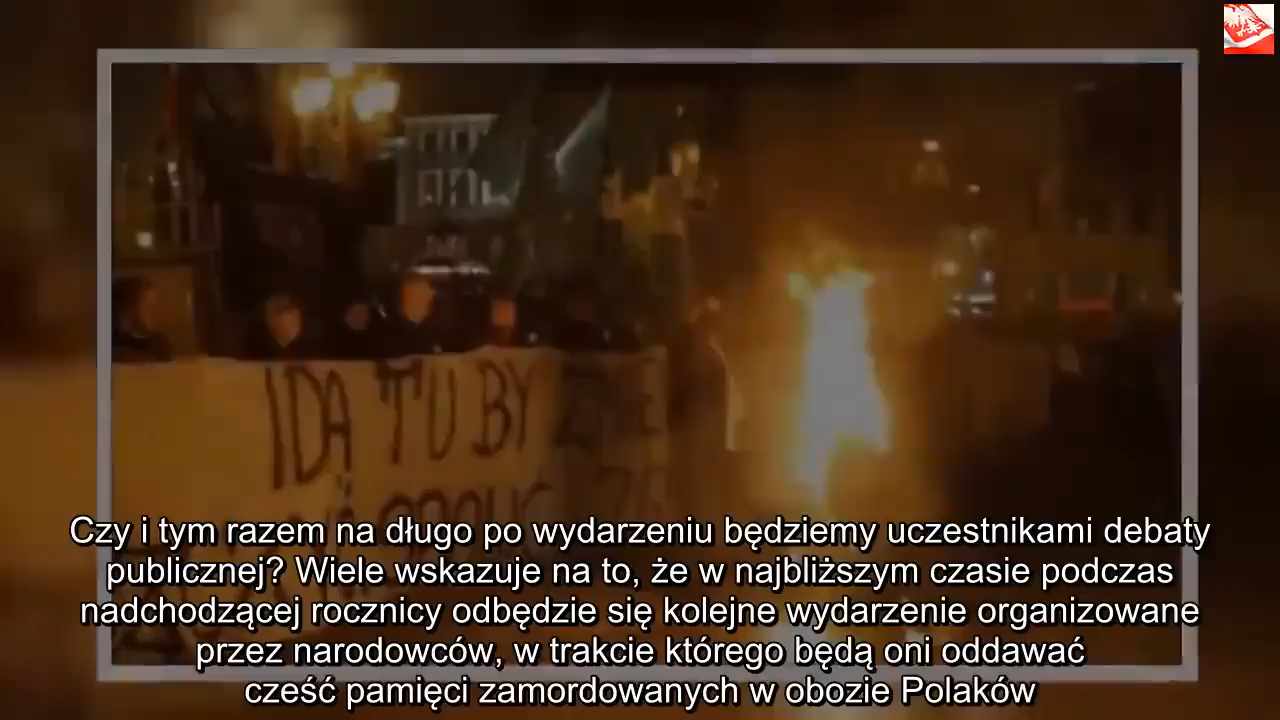 IDĄ TU BY
Czy i tym razem na długo po wydarzeniu będziemy uczestnikami debaty
publicznej? Wiele wskazuje na to, że w najbliższym czasie podczas
nadchodzącej rocznicy odbędzie się kolejne wydarzenie organizowane
przez narodowców, w trakcie którego będą oni oddawać
cześć pamięci zamordowanych w obozie Polaków